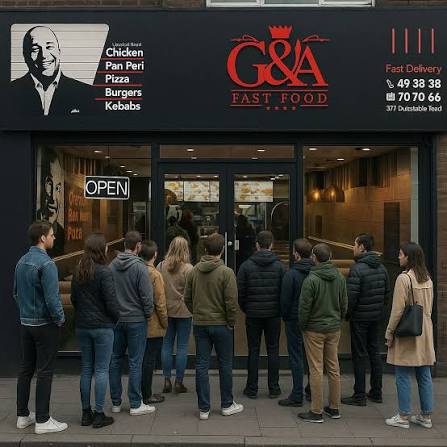 Chicken
Pan Peri
Pizza
Burgers
Kebabs
G&A
FAST FOOD
Fast Delivery
49 38 38
70 70 66
OPEN